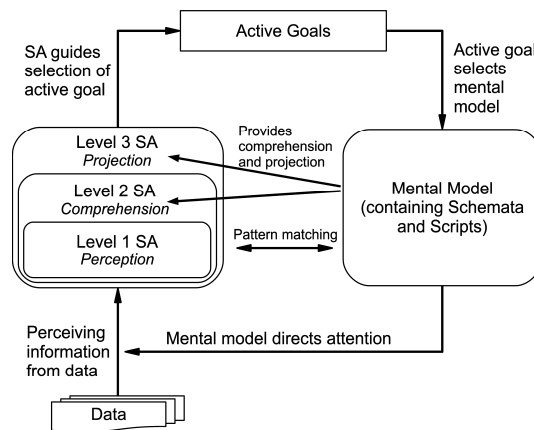 Active Goals
SA guides
selection of
active goal
Active goal
selects
mental
model
Level 3 SA
Projection
Provides
comprehension
and projection
Level 2 SA
Comprehension
Mental Model
(containing Schemata
and Scripts)
Level 1 SA
Perception
Pattern matching
Perceiving
information
from data
Mental model directs attention
Data